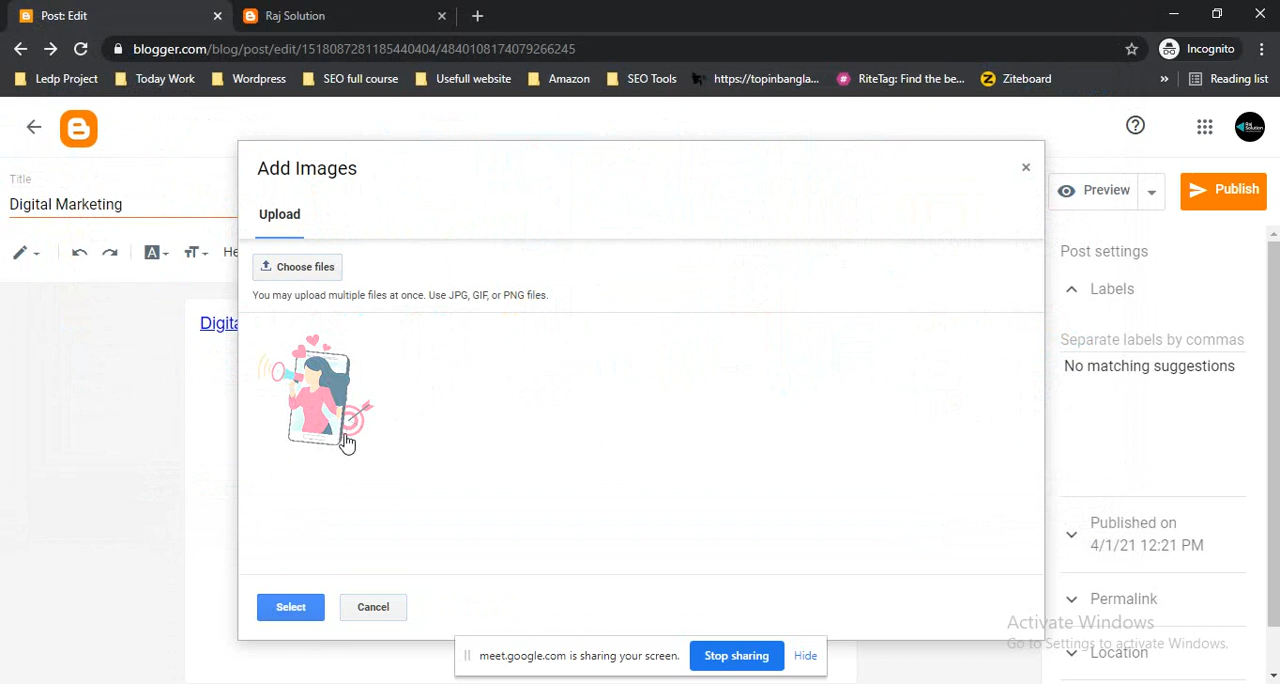 Post: Edit
Raj Solution
blogger.com/blog/post/edit/1518087281185440404/4840108174079266245
Incognito
Ledp Project
Today Work
Wordpress
SEO full course
Usefull website
Amazon
SEO Tools
https://topinbangla...
RiteTag: Find the be...
Ziteboard
Reading list
Add Images
Title
Digital Marketing
Upload
Preview
Publish
He
Choose files
You may upload multiple files at once. Use JPG, GIF, or PNG files.
Digita
Post settings
Labels
Separate labels by commas
No matching suggestions
Published on
4/1/21 12:21 PM
Permalink
Location
Select
Cancel
Activate Windows
Go to Settings to activate Windows.
meet.google.com is sharing your screen.
Stop sharing
Hide